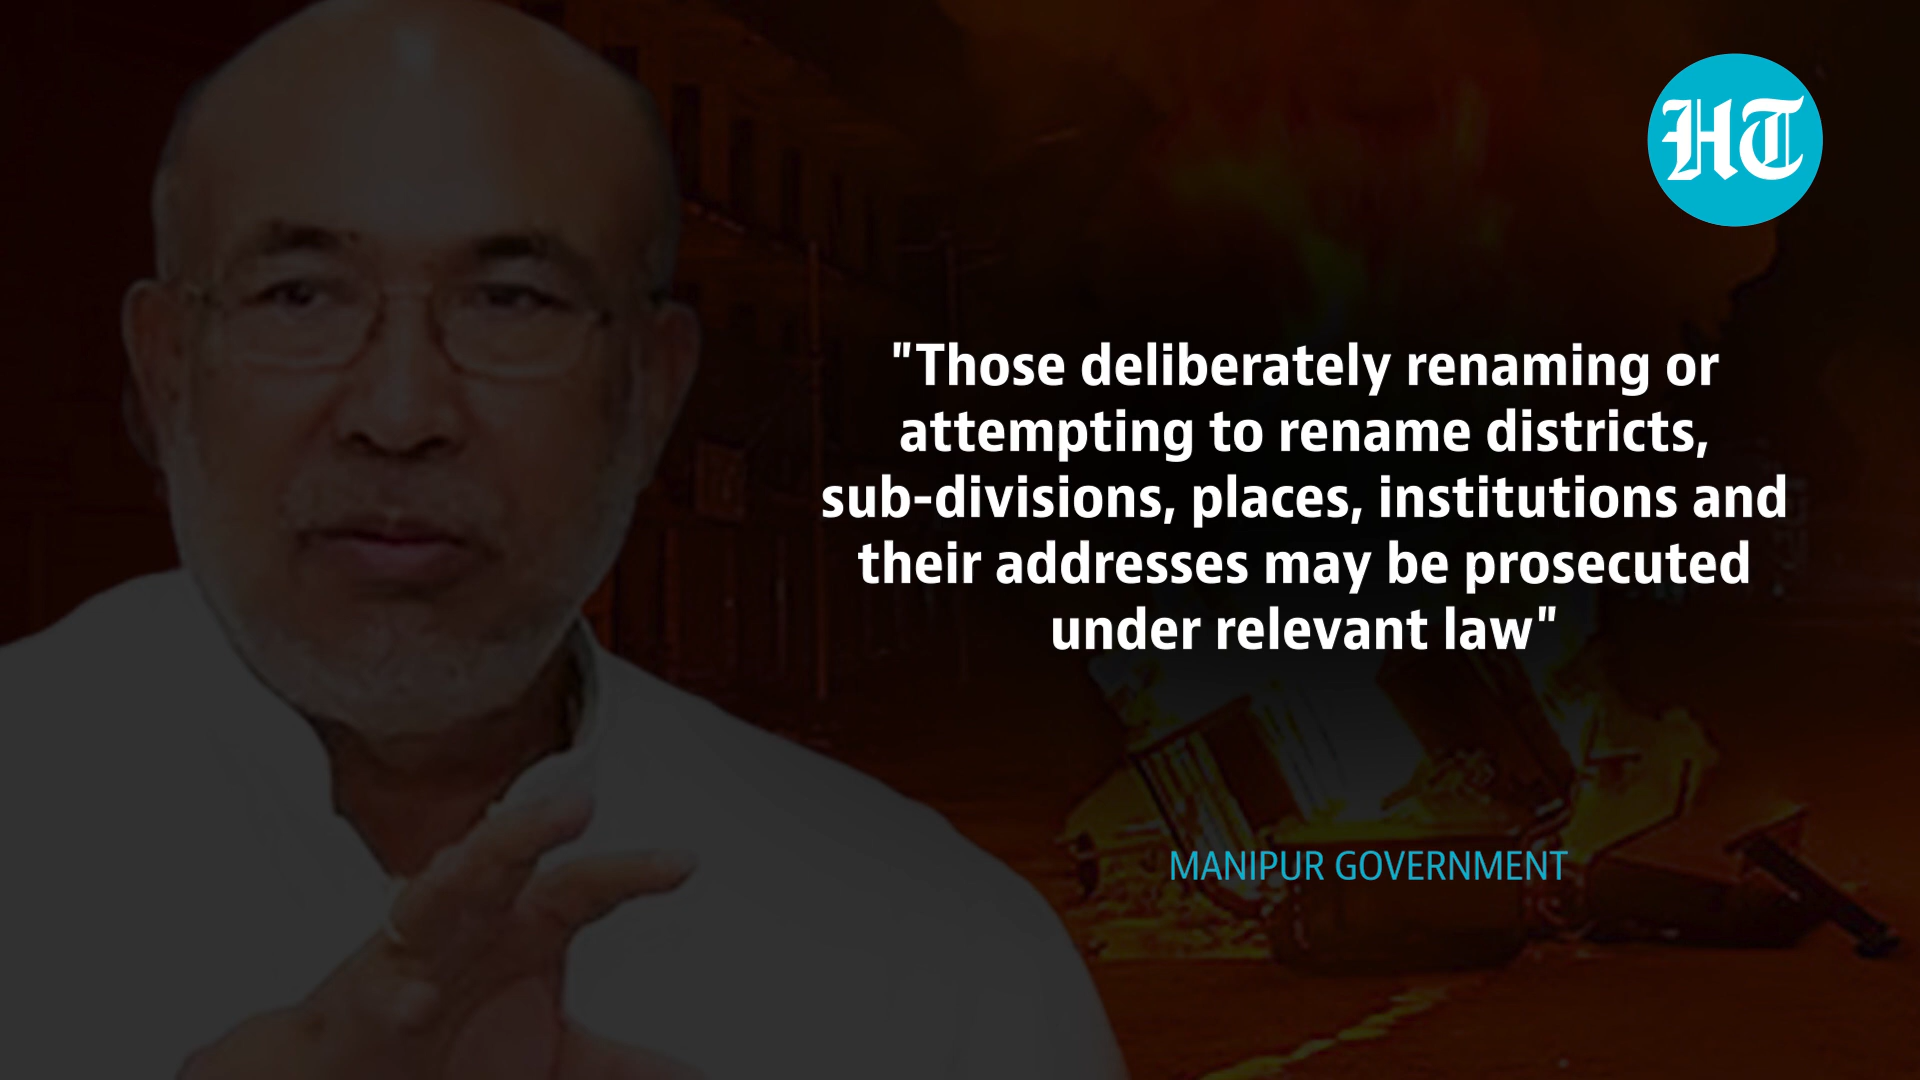 HT
"Those deliberately renaming or
attempting to rename districts,
sub-divisions, places, institutions and
their addresses may be prosecuted
under relevant law"
MANIPUR GOVERNMENT